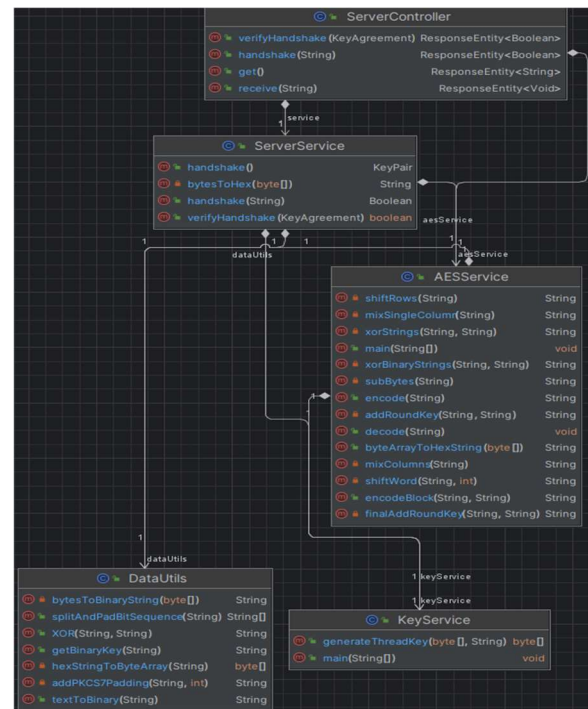 ServerController
verifyHandshake(KeyAgreement) ResponseEntity<Boolean>
handshake(String) ResponseEntity<Boolean>
get() ResponseEntity<String>
receive(String) ResponseEntity<Void>
service
1
ServerService
handshake() KeyPair
bytesToHex(byte[]) String
handshake(String) Boolean
verifyHandshake(KeyAgreement) boolean
aesService
1 1 1 1 1
dataUtils aesService
AESService
shiftRows(String) String
mixSingleColumn(String) String
xorStrings(String, String) String
main(String[]) void
xorBinaryStrings(String, String) String
subBytes(String) String
1 encode(String) String
addRoundKey(String, String) String
decode(String) void
byteArrayToHexString(byte[]) String
mixColumns(String) String
shiftWord(String, int) String
encodeBlock(String, String) String
finalAddRoundKey(String, String) String
1
dataUtils
DataUtils
bytesToBinaryString(byte[]) String
splitAndPadBitSequence(String) String[]
XOR(String, String) String
getBinaryKey(String) String
hexStringToByteArray(String) byte[]
addPKCS7Padding(String, int) String
textToBinary(String) String
1 keyService
1 keyService
KeyService
generateThreadKey(byte[], String) byte[]
main(String[]) void